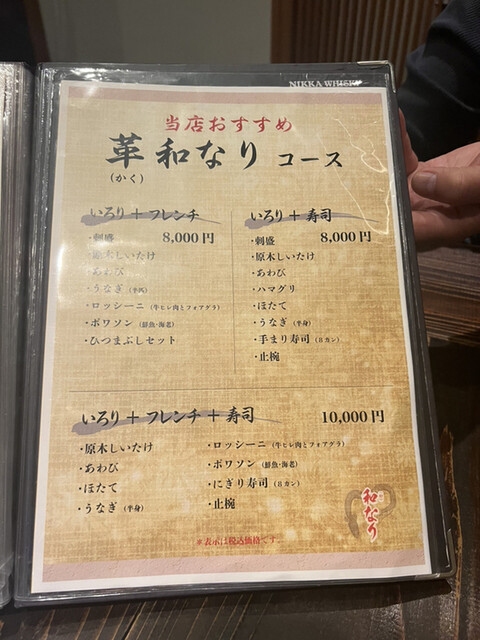 NIKKA WHISK
当店おすすめ
革和なりコース
(かく)
いろり＋フレンチ
8,000円
・刺盛
・原木しいたけ
・あわび
・うなぎ(半身)
・ロッシーニ(牛ヒレ肉とフォアグラ)
・ポワソン(鮮魚・海老)
・ひつまぶしセット
いろり＋寿司
・刺盛 8,000円
・原木しいたけ
・あわび
・ハマグリ
・ほたて
・うなぎ(半身)
・手まり寿司(8カン)
・止椀
いろり＋フレンチ＋寿司 10,000円
・原木しいたけ
・あわび
・ほたて
・うなぎ(半身)
・ロッシーニ(牛ヒレ肉とフォアグラ)
・ポワソン(鮮魚・海老)
・にぎり寿司(8カン)
・止椀
和なり
＊表示は税込価格です。